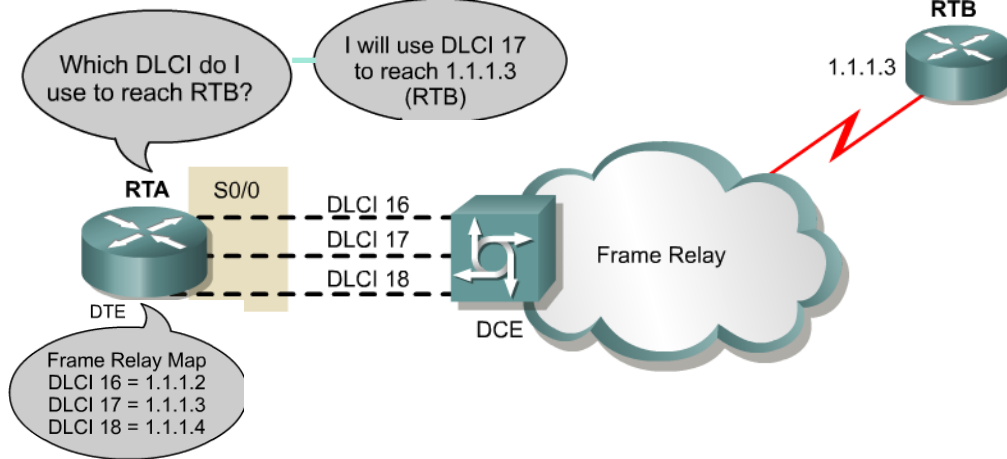 RTB
1.1.1.3
Which DLCI do I
use to reach RTB?
I will use DLCI 17
to reach 1.1.1.3
(RTB)
RTA
S0/0
DLCI 16
DLCI 17
DLCI 18
Frame Relay
DTE
DCE
Frame Relay Map
DLCI 16 = 1.1.1.2
DLCI 17 = 1.1.1.3
DLCI 18 = 1.1.1.4